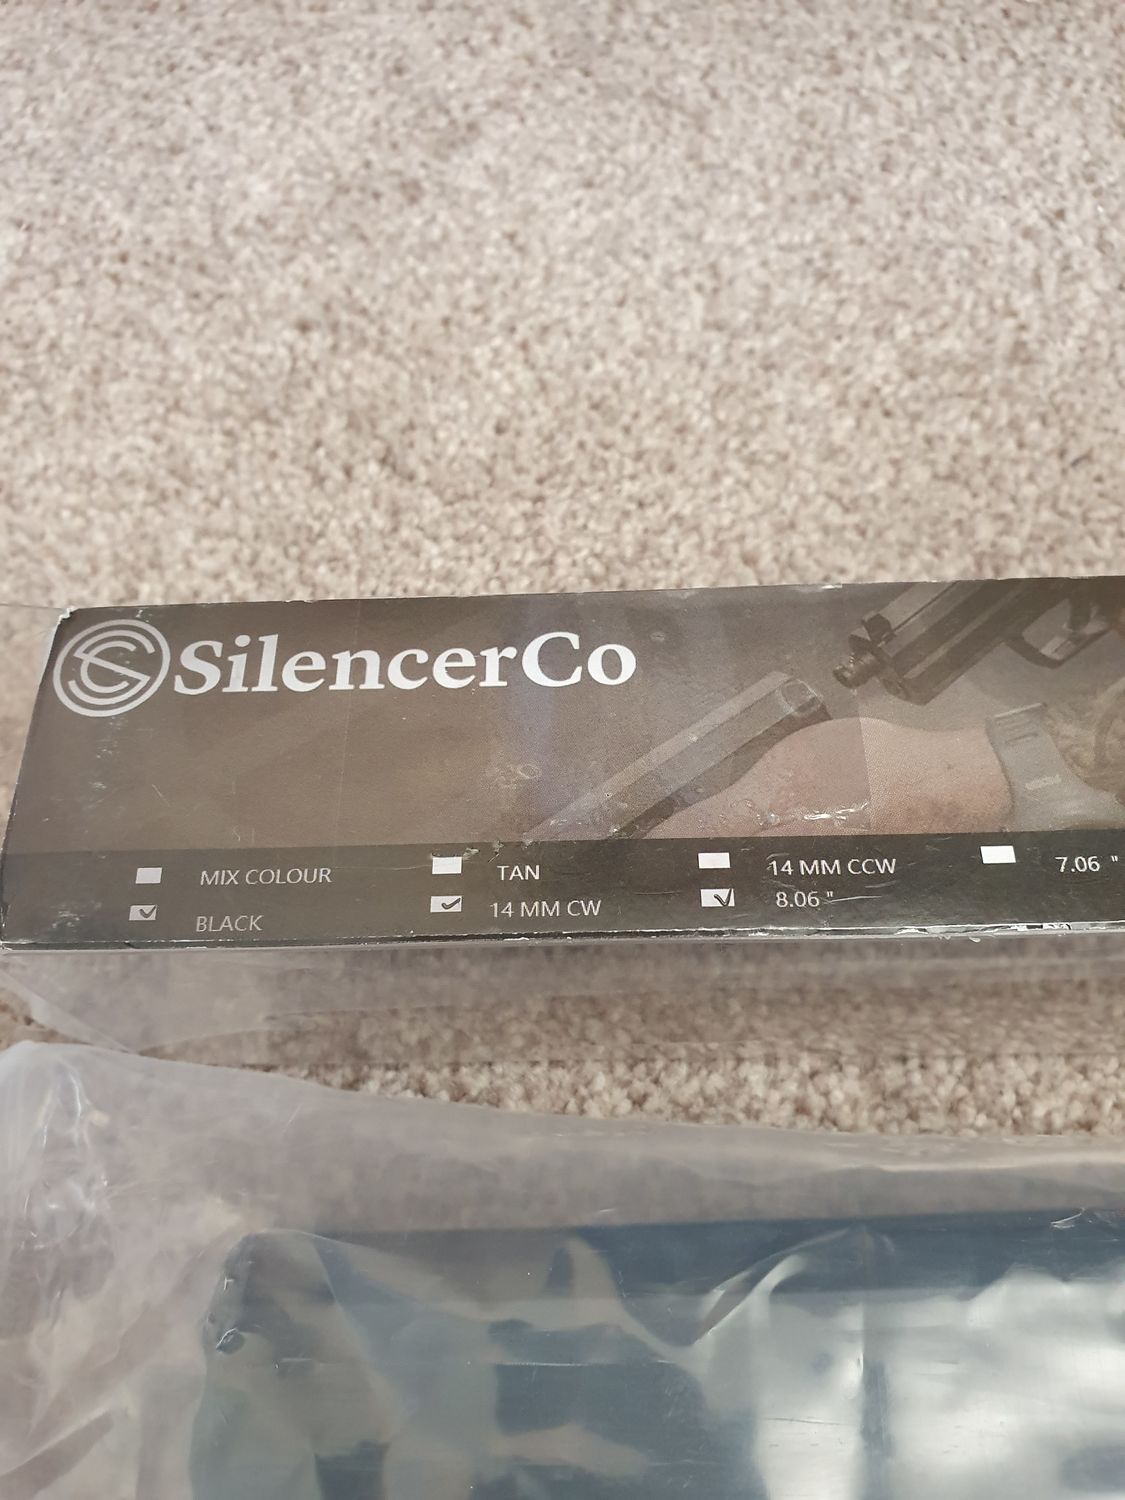 SilencerCo
MIX COLOUR
TAN
14 MM CCW
7.06 "
BLACK
14 MM CW
8.06 "